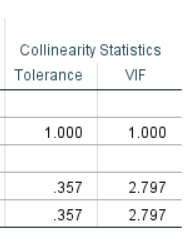 Collinearity Statistics
Tolerance VIF
1.000 1.000
.357 2.797
.357 2.797